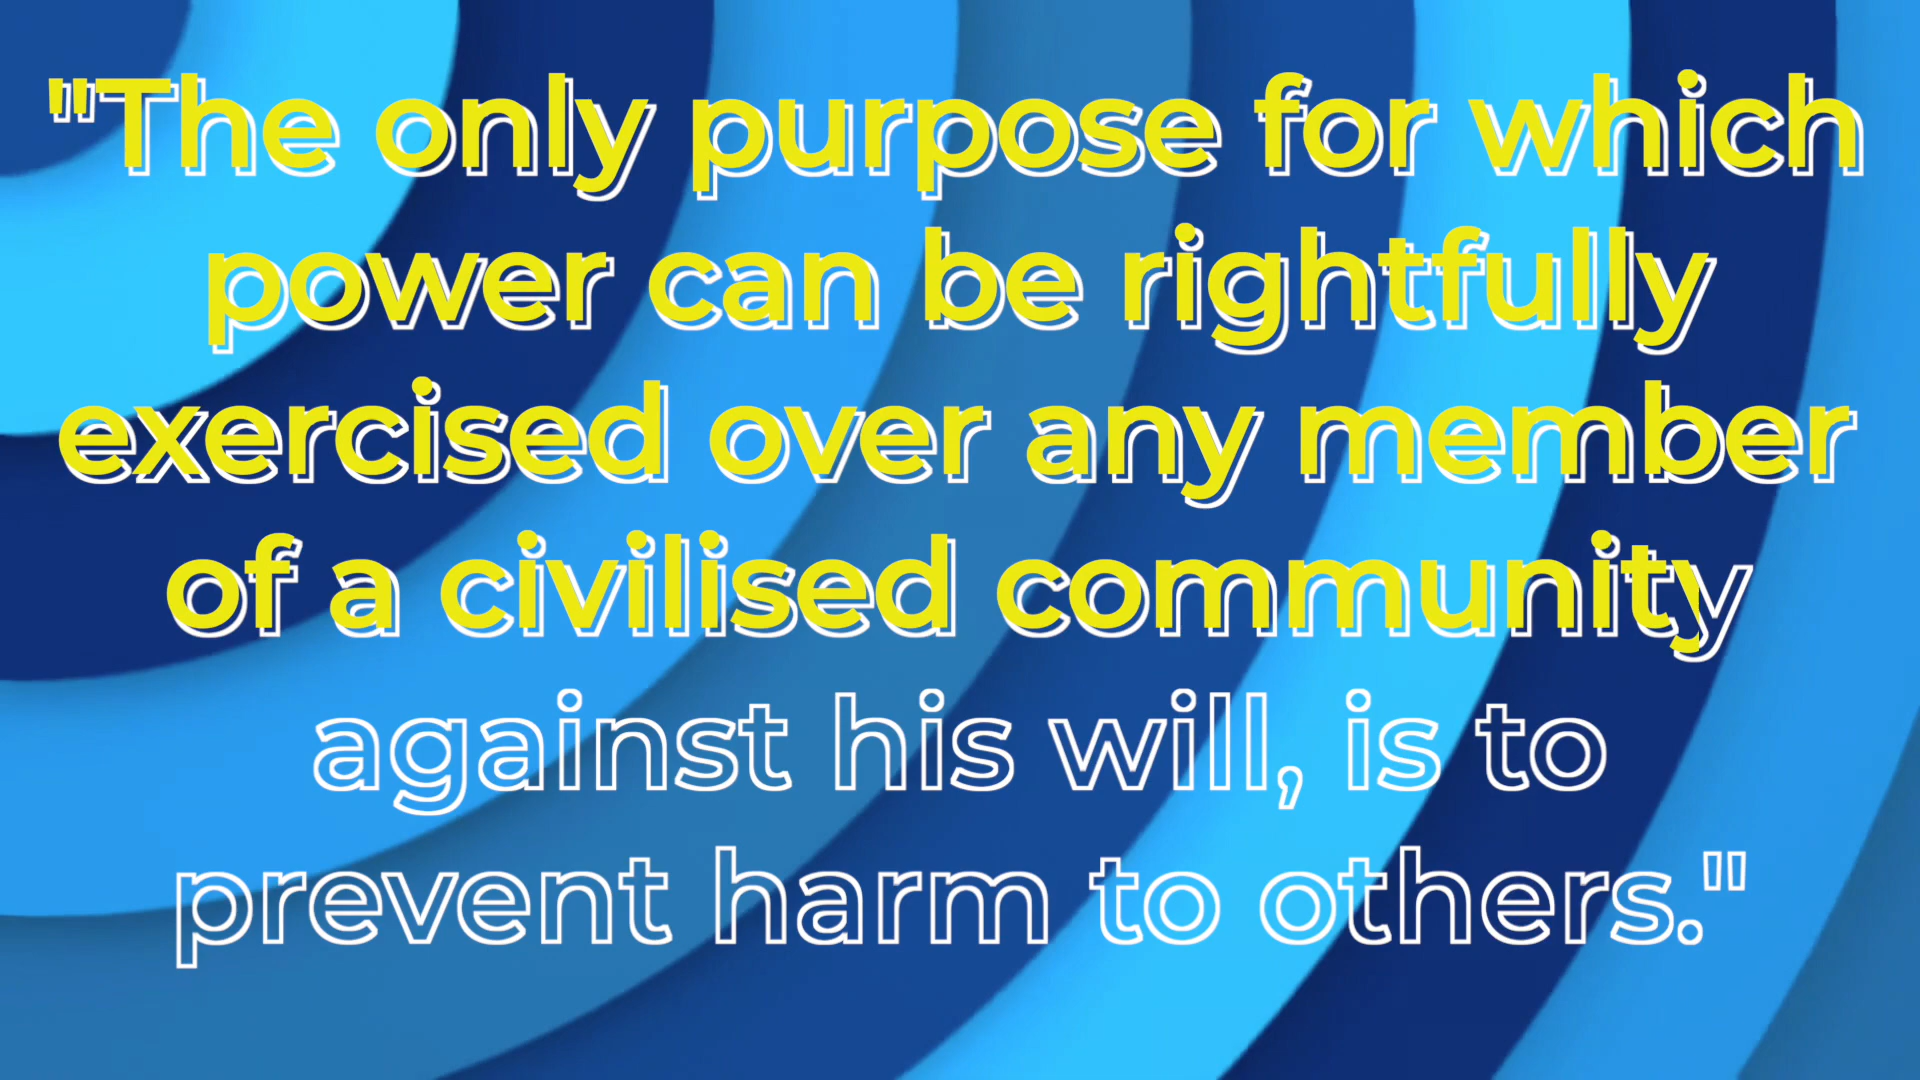 "The only purpose for which
power can be rightfully
exercised over any member
of a civilised community
against his will, is to
prevent harm to others."